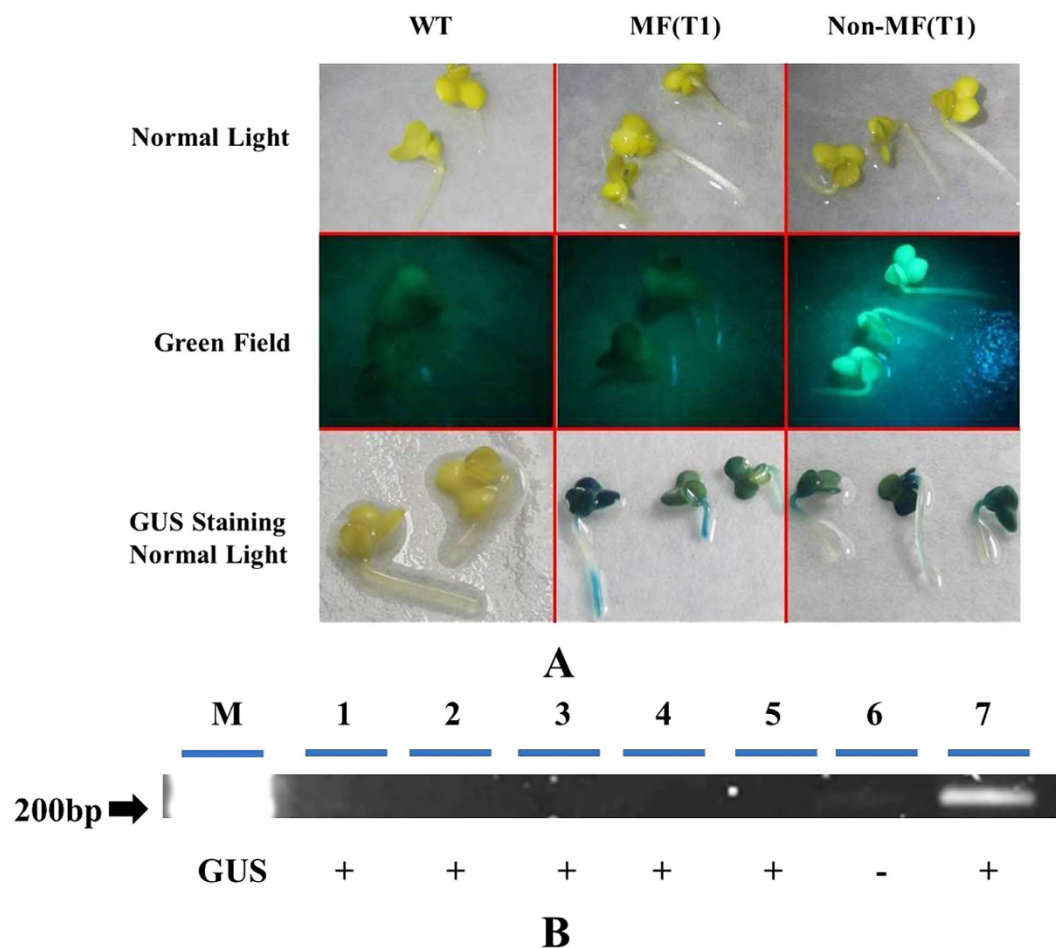 WT MF(T1) Non-MF(T1)
Normal Light
Green Field
GUS Staining
Normal Light
A
M 1 2 3 4 5 6 7
200bp
GUS + + + + + - +
B